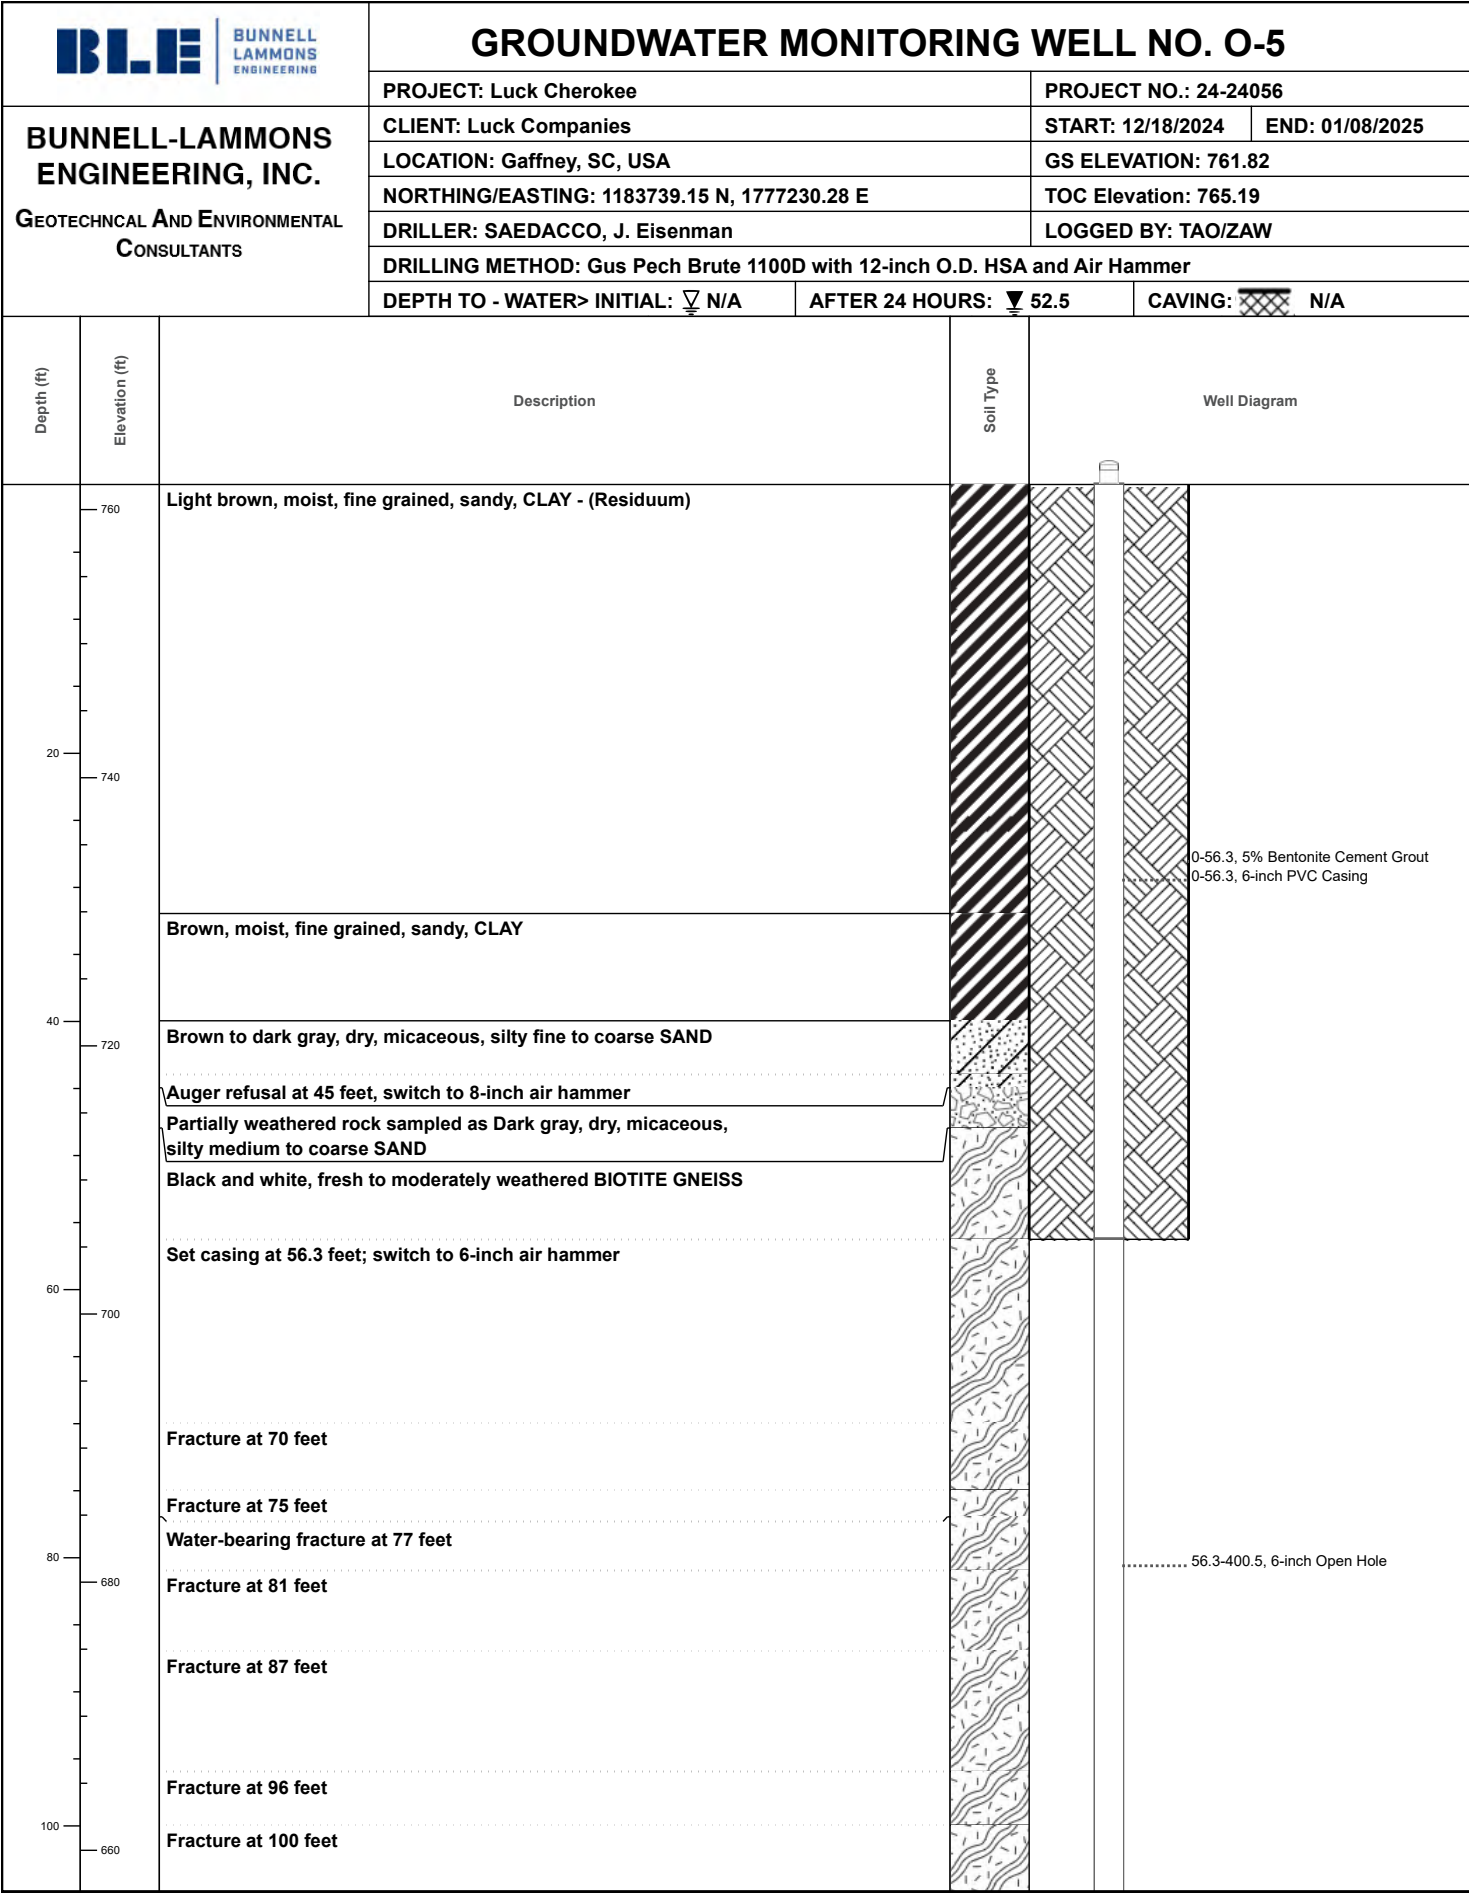 BLE
BUNNELL
LAMMONS
ENGINEERING
BUNNELL-LAMMONS
ENGINEERING, INC.
GEOTECHNCAL AND ENVIRONMENTAL
CONSULTANTS
GROUNDWATER MONITORING WELL NO. O-5
PROJECT: Luck Cherokee
PROJECT NO.: 24-24056
CLIENT: Luck Companies
START: 12/18/2024
END: 01/08/2025
LOCATION: Gaffney, SC, USA
GS ELEVATION: 761.82
NORTHING/EASTING: 1183739.15 N, 1777230.28 E
TOC Elevation: 765.19
DRILLER: SAEDACCO, J. Eisenman
LOGGED BY: TAO/ZAW
DRILLING METHOD: Gus Pech Brute 1100D with 12-inch O.D. HSA and Air Hammer
DEPTH TO - WATER> INITIAL: N/A
AFTER 24 HOURS: 52.5
CAVING: N/A
Depth (ft)
Elevation (ft)
Description
Soil Type
Well Diagram
Light brown, moist, fine grained, sandy, CLAY - (Residuum)
760
20
740
0-56.3, 5% Bentonite Cement Grout
0-56.3, 6-inch PVC Casing
Brown, moist, fine grained, sandy, CLAY
40
Brown to dark gray, dry, micaceous, silty fine to coarse SAND
720
Auger refusal at 45 feet, switch to 8-inch air hammer
Partially weathered rock sampled as Dark gray, dry, micaceous,
silty medium to coarse SAND
Black and white, fresh to moderately weathered BIOTITE GNEISS
Set casing at 56.3 feet; switch to 6-inch air hammer
60
700
Fracture at 70 feet
Fracture at 75 feet
Water-bearing fracture at 77 feet
80
56.3-400.5, 6-inch Open Hole
680
Fracture at 81 feet
Fracture at 87 feet
Fracture at 96 feet
100
Fracture at 100 feet
660